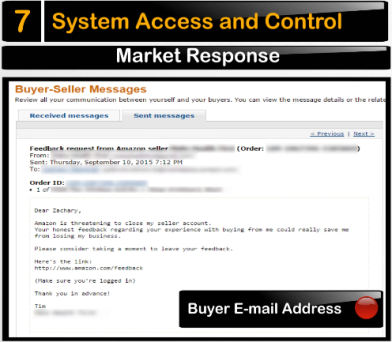 7 System Access and Control
Market Response
Buyer-Seller Messages
Review all your communication between yourself and your buyers. You can view the message details or the relate
Received messages Sent messages
< Previous | Next >
Feedback request from Amazon seller (Order:
From:
Sent: Thursday, September 10, 2015 7:12 PM
To:
Order ID:
• 1 of
Dear Zachary,
Amazon is threatening to close my seller account.
Your honest feedback regarding your experience with buying from me could really save me
from losing my business.
Please consider taking a moment to leave your feedback.
Here's the link:
http://www.amazon.com/feedback
(Make sure you're logged in)
Thank you in advance!
Tim
Buyer E-mail Address